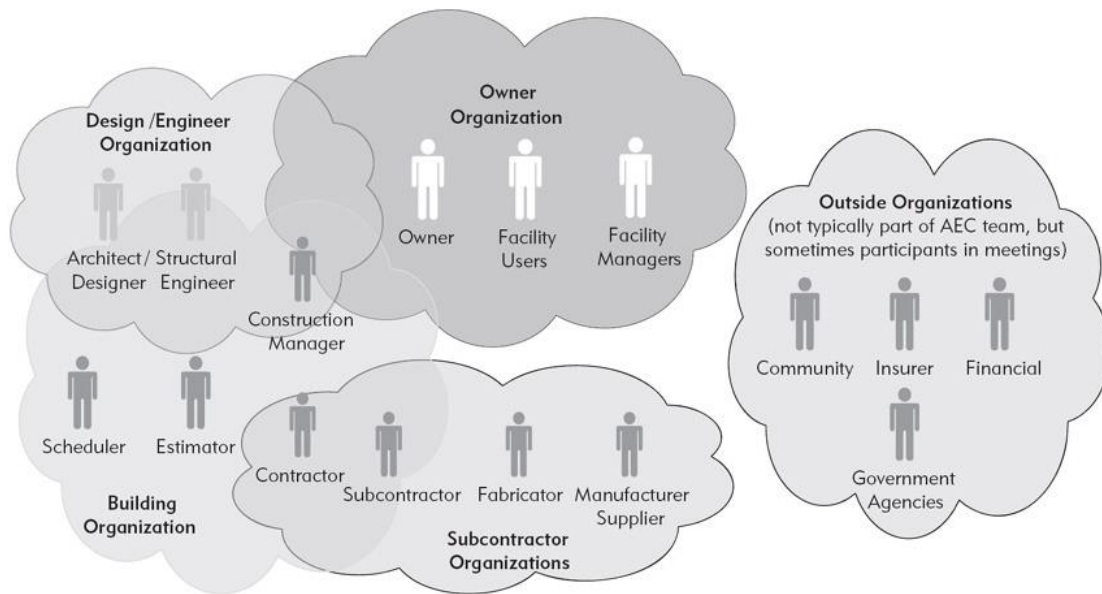 Design /Engineer
Organization
Architect/
Designer
Structural
Engineer
Construction
Manager
Owner
Organization
Owner
Facility
Users
Facility
Managers
Outside Organizations
(not typically part of AEC team, but
sometimes participants in meetings)
Community
Insurer
Financial
Government
Agencies
Scheduler
Estimator
Building
Organization
Contractor
Subcontractor
Fabricator
Manufacturer
Supplier
Subcontractor
Organizations